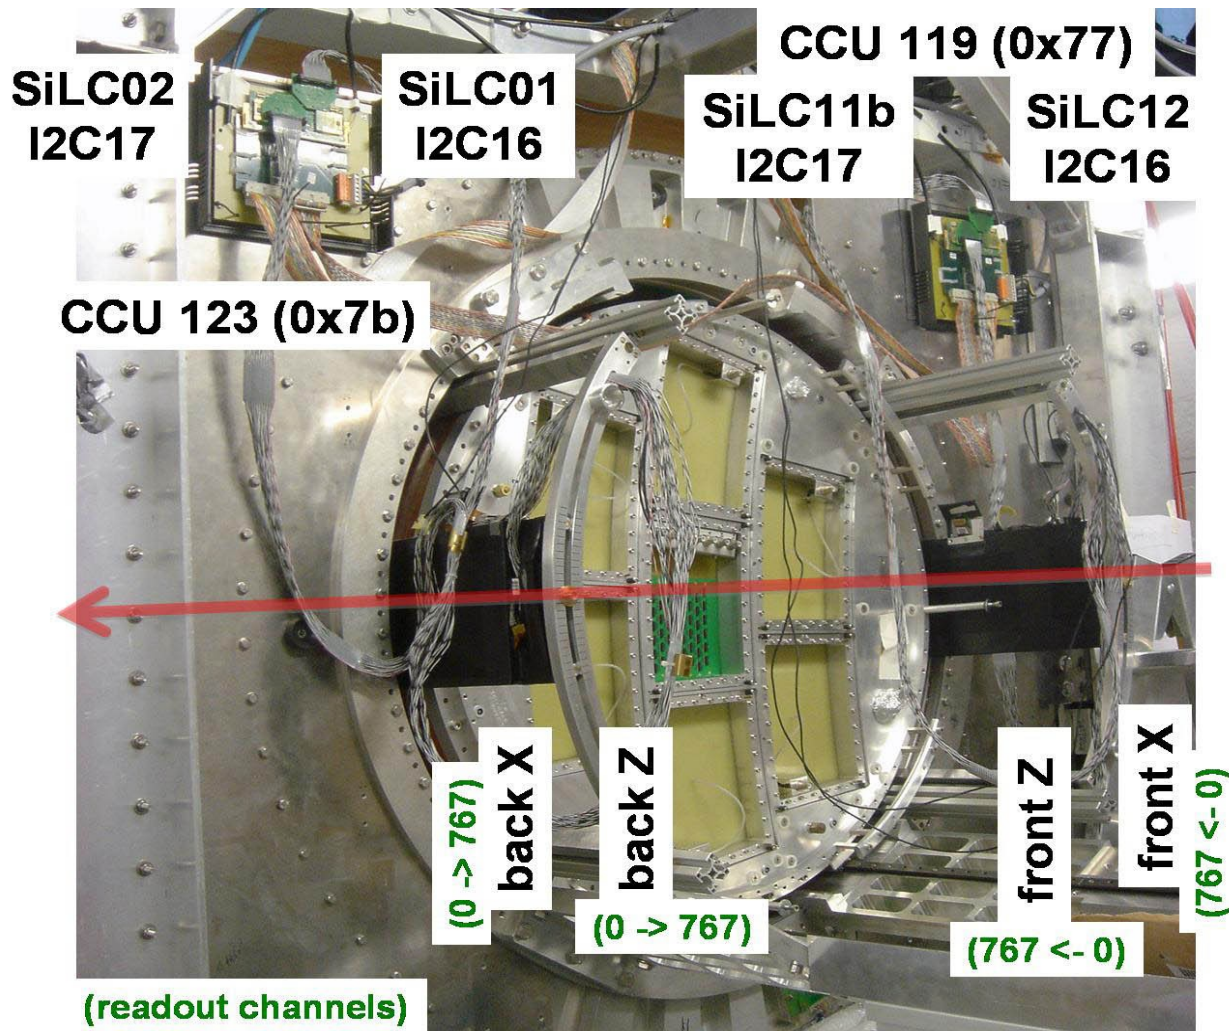 CCU 119 (0x77)
SiLC02
I2C17
SiLC01
I2C16
SiLC11b
I2C17
SiLC12
I2C16
CCU 123 (0x7b)
back X
(0 -> 767)
back Z
(0 -> 767)
front Z
(767 <- 0)
front X
(767 <- 0)
(readout channels)